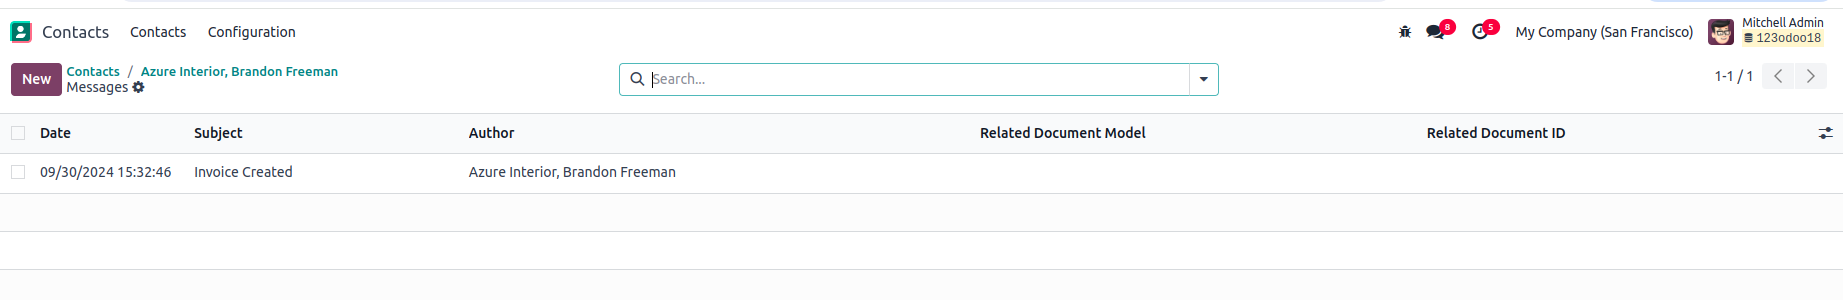 Contacts Contacts Configuration 8 5 My Company (San Francisco) Mitchell Admin
123odoo18
New Contacts / Azure Interior, Brandon Freeman
Messages
Search...
1-1 / 1
Date Subject Author Related Document Model Related Document ID
09/30/2024 15:32:46 Invoice Created Azure Interior, Brandon Freeman